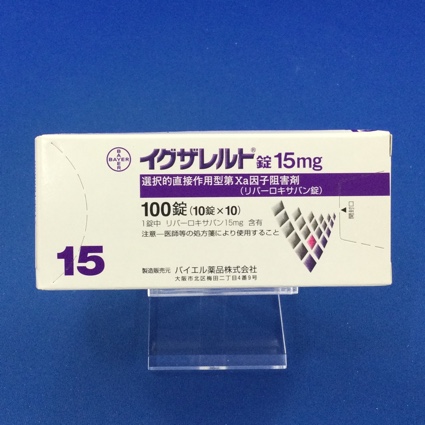 BAYER
BAYER
イグザレルト® 錠 15mg
選択的直接作用型第Xa因子阻害剤
(リバーロキサバン錠)
100錠(10錠×10)
1錠中 リバーロキサバン15mg 含有
注意—医師等の処方箋により使用すること
開封口
15
製造販売元 バイエル薬品株式会社
大阪市北区梅田二丁目4番9号